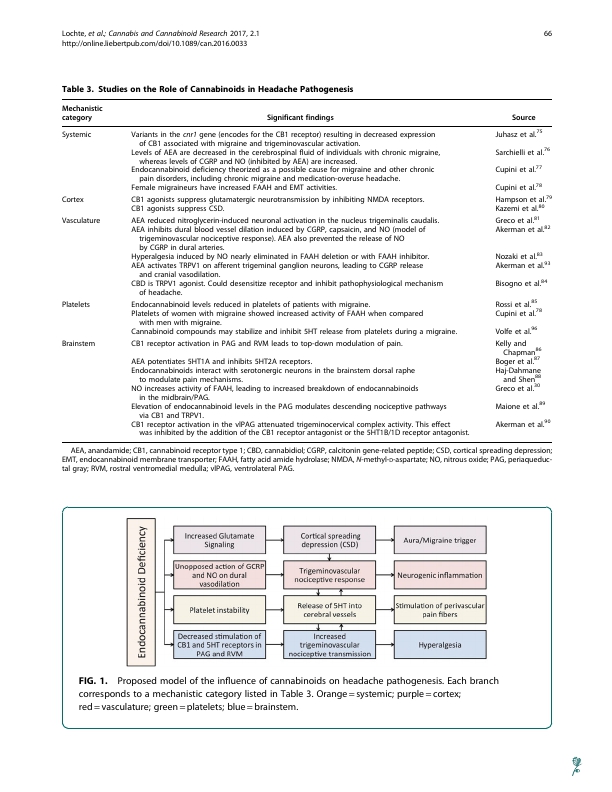 Lochte, et al.; Cannabis and Cannabinoid Research 2017, 2.1
66
http://online.liebertpub.com/doi/10.1089/can.2016.0033
Table 3. Studies on the Role of Cannabinoids in Headache Pathogenesis
Mechanistic
category
Significant findings
Source
Systemic
Variants in the cnr1 gene (encodes for the CB1 receptor) resulting in decreased expression
Juhasz et al.75
of CB1 associated with migraine and trigeminovascular activation.
Levels of AEA are decreased in the cerebrospinal fluid of individuals with chronic migraine,
Sarchielli et al.76
whereas levels of CGRP and NO (inhibited by AEA) are increased.
Endocannabinoid deficiency theorized as a possible cause for migraine and other chronic
Cupini et al.77
pain disorders, including chronic migraine and medication-overuse headache.
Female migraineurs have increased FAAH and EMT activities.
Cupini et al.78
Cortex
CB1 agonists suppress glutamatergic neurotransmission by inhibiting NMDA receptors.
Hampson et al.79
CB1 agonists suppress CSD.
Kazemi et al.80
Vasculature
AEA reduced nitroglycerin-induced neuronal activation in the nucleus trigeminalis caudalis.
Greco et al.81
AEA inhibits dural blood vessel dilation induced by CGRP, capsaicin, and NO (model of
Akerman et al.82
trigeminovascular nociceptive response). AEA also prevented the release of NO
by CGRP in dural arteries.
Hyperalgesia induced by NO nearly eliminated in FAAH deletion or with FAAH inhibitor.
Nozaki et al.83
AEA activates TRPV1 on afferent trigeminal ganglion neurons, leading to CGRP release
Akerman et al.93
and cranial vasodilation.
CBD is TRPV1 agonist. Could desensitize receptor and inhibit pathophysiological mechanism
Bisogno et al.84
of headache.
Platelets
Endocannabinoid levels reduced in platelets of patients with migraine.
Rossi et al.85
Platelets of women with migraine showed increased activity of FAAH when compared
Cupini et al.78
with men with migraine.
Cannabinoid compounds may stabilize and inhibit 5HT release from platelets during a migraine.
Volfe et al.96
Brainstem
CB1 receptor activation in PAG and RVM leads to top-down modulation of pain.
Kelly and
Chapman86
AEA potentiates 5HT1A and inhibits 5HT2A receptors.
Boger et al.87
Endocannabinoids interact with serotonergic neurons in the brainstem dorsal raphe
Haj-Dahmane
to modulate pain mechanisms.
and Shen88
NO increases activity of FAAH, leading to increased breakdown of endocannabinoids
Greco et al.30
in the midbrain/PAG.
Elevation of endocannabinoid levels in the PAG modulates descending nociceptive pathways
Maione et al.89
via CB1 and TRPV1.
CB1 receptor activation in the vlPAG attenuated trigeminocervical complex activity. This effect
Akerman et al.90
was inhibited by the addition of the CB1 receptor antagonist or the 5HT1B/1D receptor antagonist.
AEA, anandamide; CB1, cannabinoid receptor type 1; CBD, cannabidiol; CGRP, calcitonin gene-related peptide; CSD, cortical spreading depression;
EMT, endocannabinoid membrane transporter; FAAH, fatty acid amide hydrolase; NMDA, N-methyl-D-aspartate; NO, nitrous oxide; PAG, periaqueduc-
tal gray; RVM, rostral ventromedial medulla; vlPAG, ventrolateral PAG.
Endocannabinoid Deficiency
Increased Glutamate
Signaling
Cortical spreading
depression (CSD)
Aura/Migraine trigger
Unopposed action of GCRP
and NO on dural
vasodilation
Trigeminovascular
nociceptive response
Neurogenic inflammation
Platelet instability
Release of 5HT into
cerebral vessels
Stimulation of perivascular
pain fibers
Decreased stimulation of
CB1 and 5HT receptors in
PAG and RVM
Increased
trigeminovascular
nociceptive transmission
Hyperalgesia
FIG. 1. Proposed model of the influence of cannabinoids on headache pathogenesis. Each branch
corresponds to a mechanistic category listed in Table 3. Orange = systemic; purple = cortex;
red = vasculature; green = platelets; blue = brainstem.